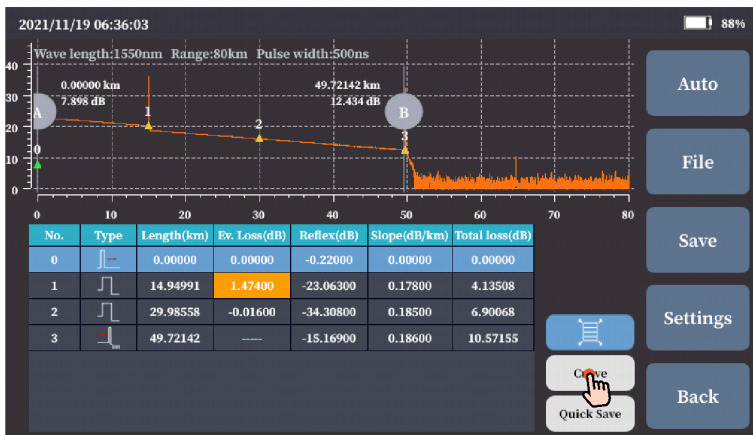 2021/11/19 06:36:03
88%
Wave length:1550nm Range:80km Pulse width:500ns
40
30
20
10
0
0.00000 km
7.898 dB
49.72142 km
12.434 dB
A
B
0
1
2
3
0 10 20 30 40 50 60 70 80
No. Type Length(km) Ev. Loss(dB) Reflex(dB) Slope(dB/km) Total loss(dB)
0 0.00000 0.00000 -0.22000 0.00000 0.00000
1 14.94991 1.47400 -23.06300 0.17800 4.13508
2 29.98558 -0.01600 -34.30800 0.18500 6.90068
3 49.72142 ----- -15.16900 0.18600 10.57155
Quick Save
Auto
File
Save
Settings
Back